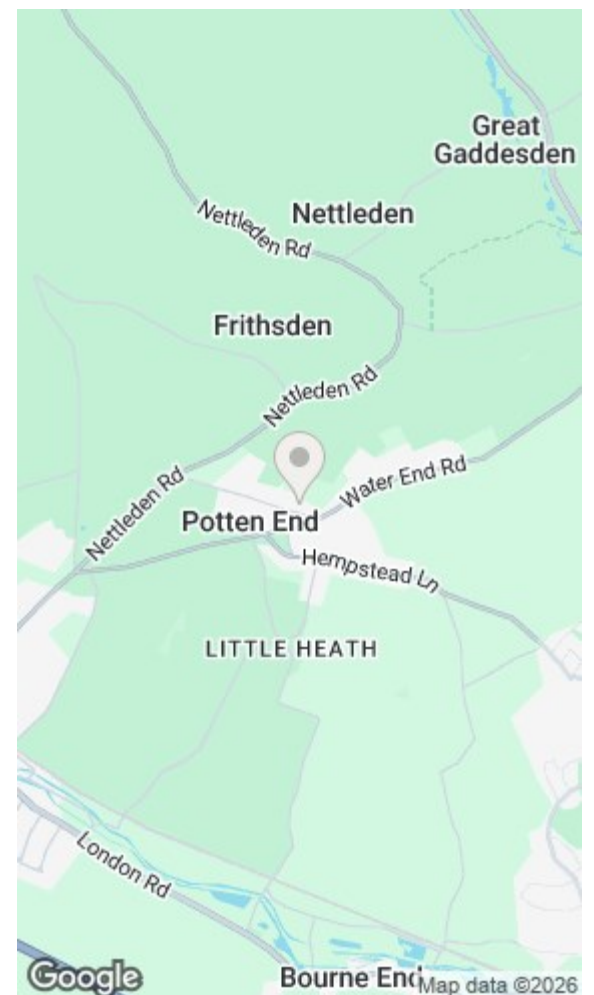 Great
Gaddesden
Nettleden
Nettleden Rd
Frithsden
Nettleden Rd
Nettleden Rd
Water End Rd
Potten End
Hempstead Ln
LITTLE HEATH
London Rd
Bourne End
Google
Map data ©2026